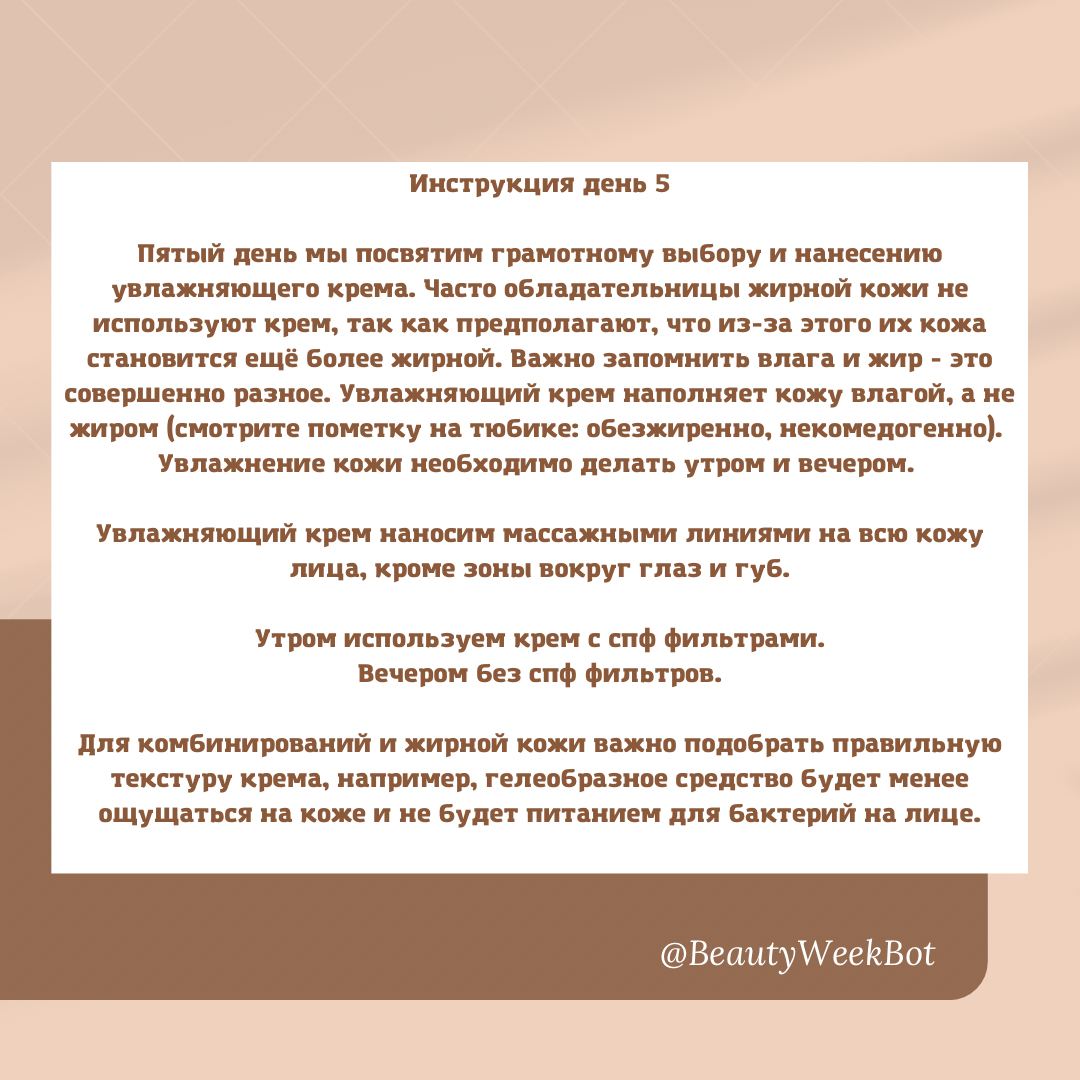 Инструкция день 5
Пятый день мы посвятим грамотному выбору и нанесению
увлажняющего крема. Часто обладательницы жирной кожи не
используют крем, так как предполагают, что из-за этого их кожа
становится ещё более жирной. Важно запомнить влага и жир - это
совершенно разное. Увлажняющий крем наполняет кожу влагой, а не
жиром (смотрите пометку на тюбике: обезжиренно, некомедогенно).
Увлажнение кожи необходимо делать утром и вечером.
Увлажняющий крем наносим массажными линиями на всю кожу
лица, кроме зоны вокруг глаз и губ.
Утром используем крем с спф фильтрами.
Вечером без спф фильтров.
Для комбинирований и жирной кожи важно подобрать правильную
текстуру крема, например, гелеобразное средство будет менее
ощущаться на коже и не будет питанием для бактерий на лице.
@BeautyWeekBot